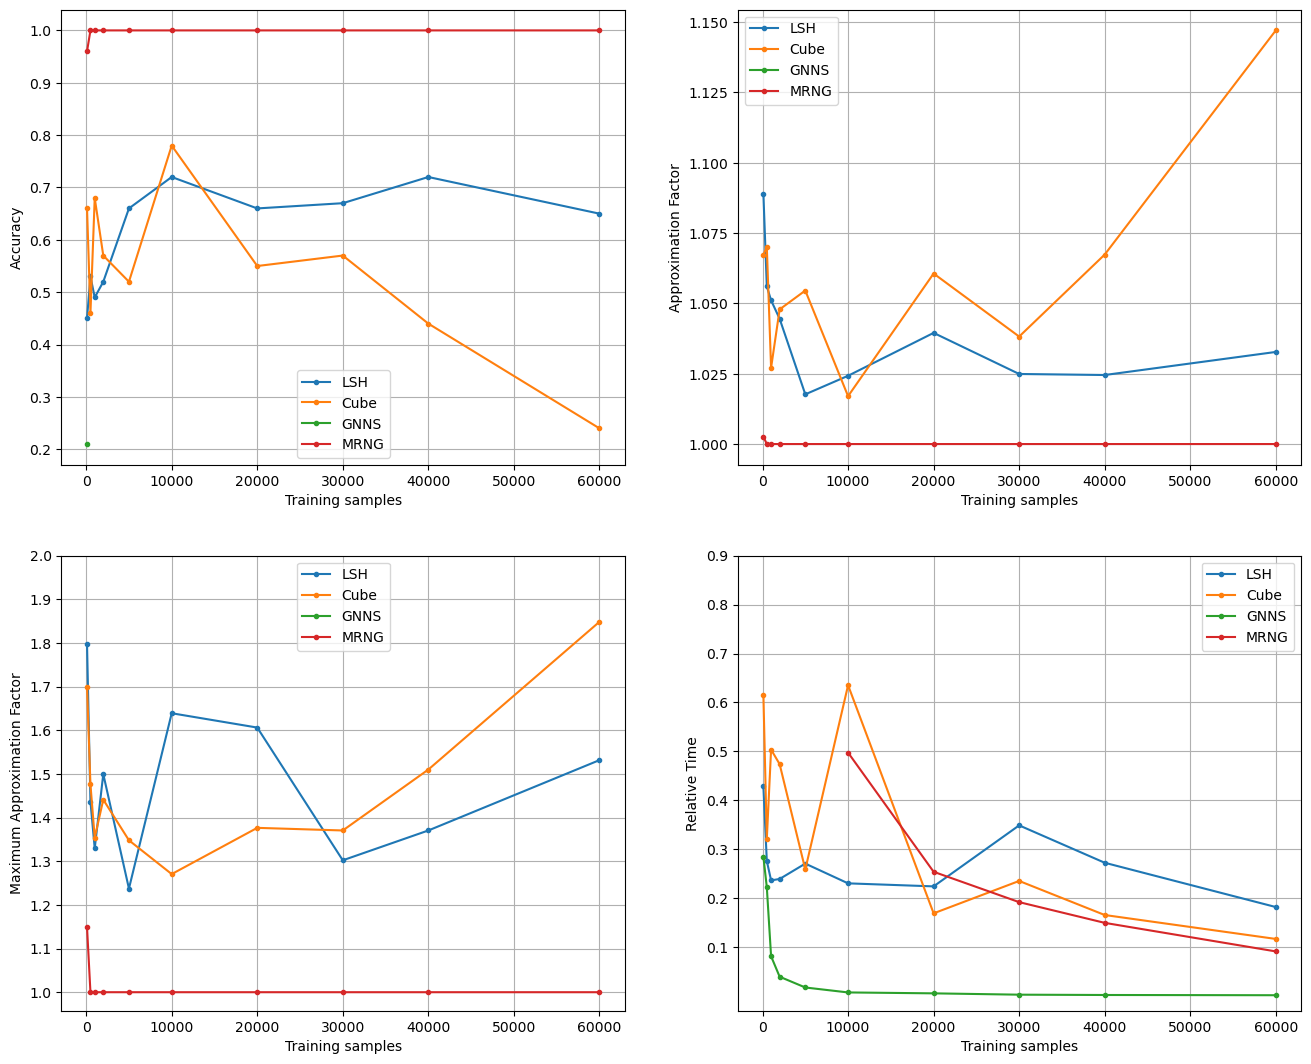 1.0
0.9
0.8
0.7
0.6
0.5
0.4
0.3
0.2
Accuracy
LSH
Cube
GNNS
MRNG
0 10000 20000 30000 40000 50000 60000
Training samples
1.150
1.125
1.100
1.075
1.050
1.025
1.000
Approximation Factor
LSH
Cube
GNNS
MRNG
0 10000 20000 30000 40000 50000 60000
Training samples
2.0
1.9
1.8
1.7
1.6
1.5
1.4
1.3
1.2
1.1
1.0
Maximum Approximation Factor
LSH
Cube
GNNS
MRNG
0 10000 20000 30000 40000 50000 60000
Training samples
0.9
0.8
0.7
0.6
0.5
0.4
0.3
0.2
0.1
Relative Time
LSH
Cube
GNNS
MRNG
0 10000 20000 30000 40000 50000 60000
Training samples